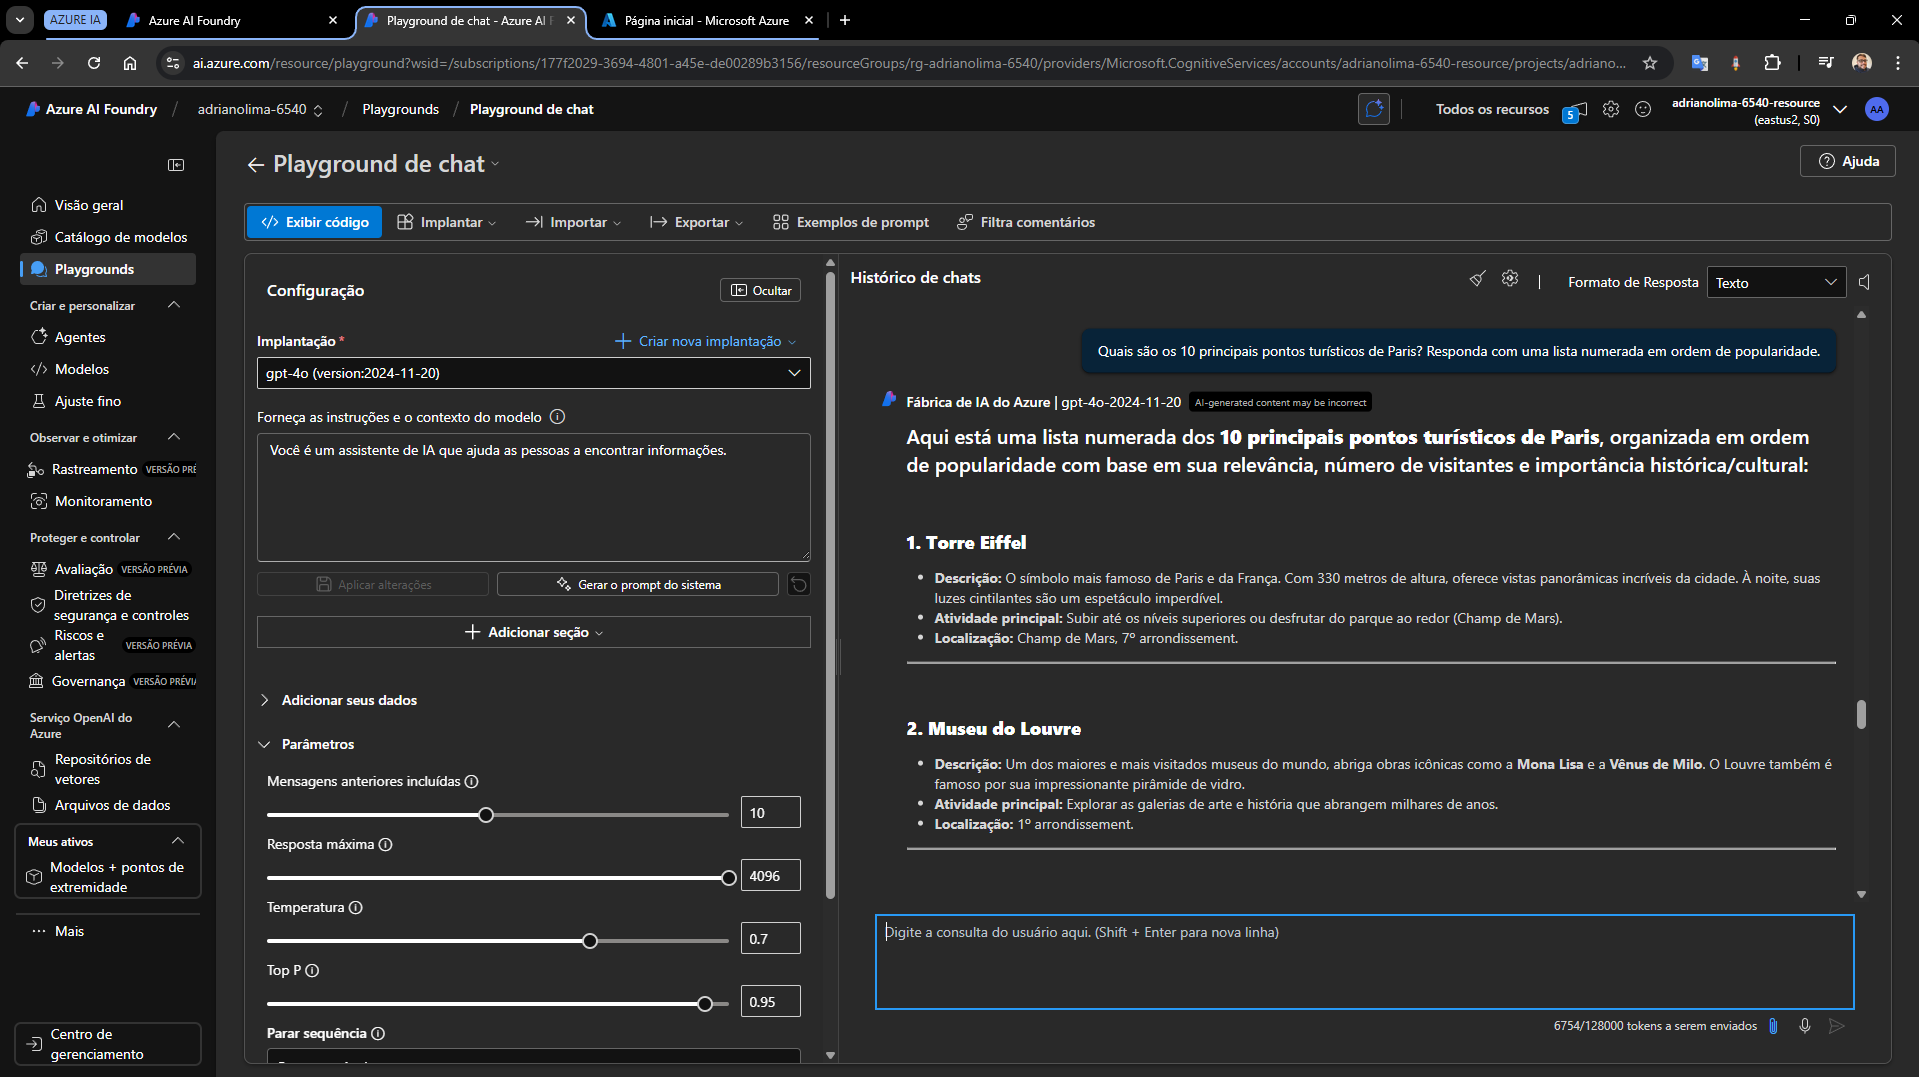 AZURE IA
Azure AI Foundry
Playground de chat - Azure AI F
Página inicial - Microsoft Azure
ai.azure.com/resource/playground?wsid=/subscriptions/177f2029-3694-4801-a45e-de00289b3156/resourceGroups/rg-adrianolima-6540/providers/Microsoft.CognitiveServices/accounts/adrianolima-6540-resource/projects/adriano...
Azure AI Foundry / adrianolima-6540 / Playgrounds / Playground de chat
Todos os recursos
5
adrianolima-6540-resource
(eastus2, S0)
AA
Visão geral
Catálogo de modelos
Playgrounds
Criar e personalizar
Agentes
Modelos
Ajuste fino
Observar e otimizar
Rastreamento VERSÃO PRÉ
Monitoramento
Proteger e controlar
Avaliação VERSÃO PRÉVIA
Diretrizes de
segurança e controles
Riscos e
alertas VERSÃO PRÉVIA
Governança VERSÃO PRÉVIA
Serviço OpenAI do
Azure
Repositórios de
vetores
Arquivos de dados
Meus ativos
Modelos + pontos de
extremidade
Mais
Centro de
gerenciamento
Playground de chat
Ajuda
Exibir código
Implantar
Importar
Exportar
Exemplos de prompt
Filtra comentários
Configuração
Ocultar
Implantação *
Criar nova implantação
gpt-4o (version:2024-11-20)
Forneça as instruções e o contexto do modelo
Você é um assistente de IA que ajuda as pessoas a encontrar informações.
Aplicar alterações
Gerar o prompt do sistema
Adicionar seção
Adicionar seus dados
Parâmetros
Mensagens anteriores incluídas
10
Resposta máxima
4096
Temperatura
0.7
Top P
0.95
Parar sequência
Histórico de chats
Formato de Resposta
Texto
Quais são os 10 principais pontos turísticos de Paris? Responda com uma lista numerada em ordem de popularidade.
Fábrica de IA do Azure | gpt-4o-2024-11-20 AI-generated content may be incorrect
Aqui está uma lista numerada dos 10 principais pontos turísticos de Paris, organizada em ordem
de popularidade com base em sua relevância, número de visitantes e importância histórica/cultural:
1. Torre Eiffel
• Descrição: O símbolo mais famoso de Paris e da França. Com 330 metros de altura, oferece vistas panorâmicas incríveis da cidade. À noite, suas
luzes cintilantes são um espetáculo imperdível.
• Atividade principal: Subir até os níveis superiores ou desfrutar do parque ao redor (Champ de Mars).
• Localização: Champ de Mars, 7º arrondissement.
2. Museu do Louvre
• Descrição: Um dos maiores e mais visitados museus do mundo, abriga obras icônicas como a Mona Lisa e a Vênus de Milo. O Louvre também é
famoso por sua impressionante pirâmide de vidro.
• Atividade principal: Explorar as galerias de arte e história que abrangem milhares de anos.
• Localização: 1º arrondissement.
Digite a consulta do usuário aqui. (Shift + Enter para nova linha)
6754/128000 tokens a serem enviados